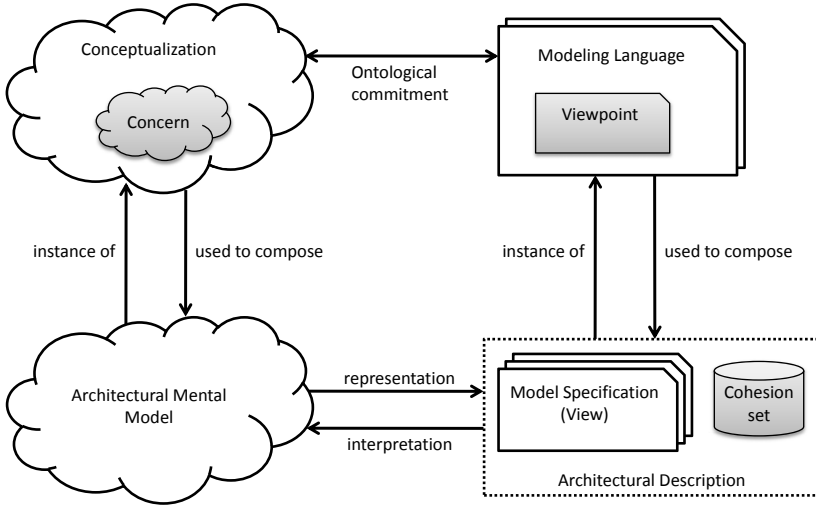 Conceptualization
Concern
Ontological
commitment
Modeling Language
Viewpoint
instance of
used to compose
instance of
used to compose
Architectural Mental
Model
representation
interpretation
Model Specification
(View)
Cohesion
set
Architectural Description